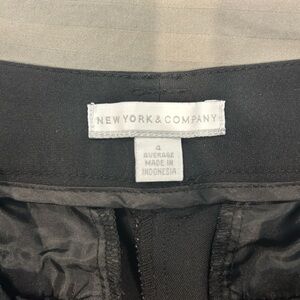 NEW YORK & COMPANY
4
AVERAGE
MADE IN
INDONESIA